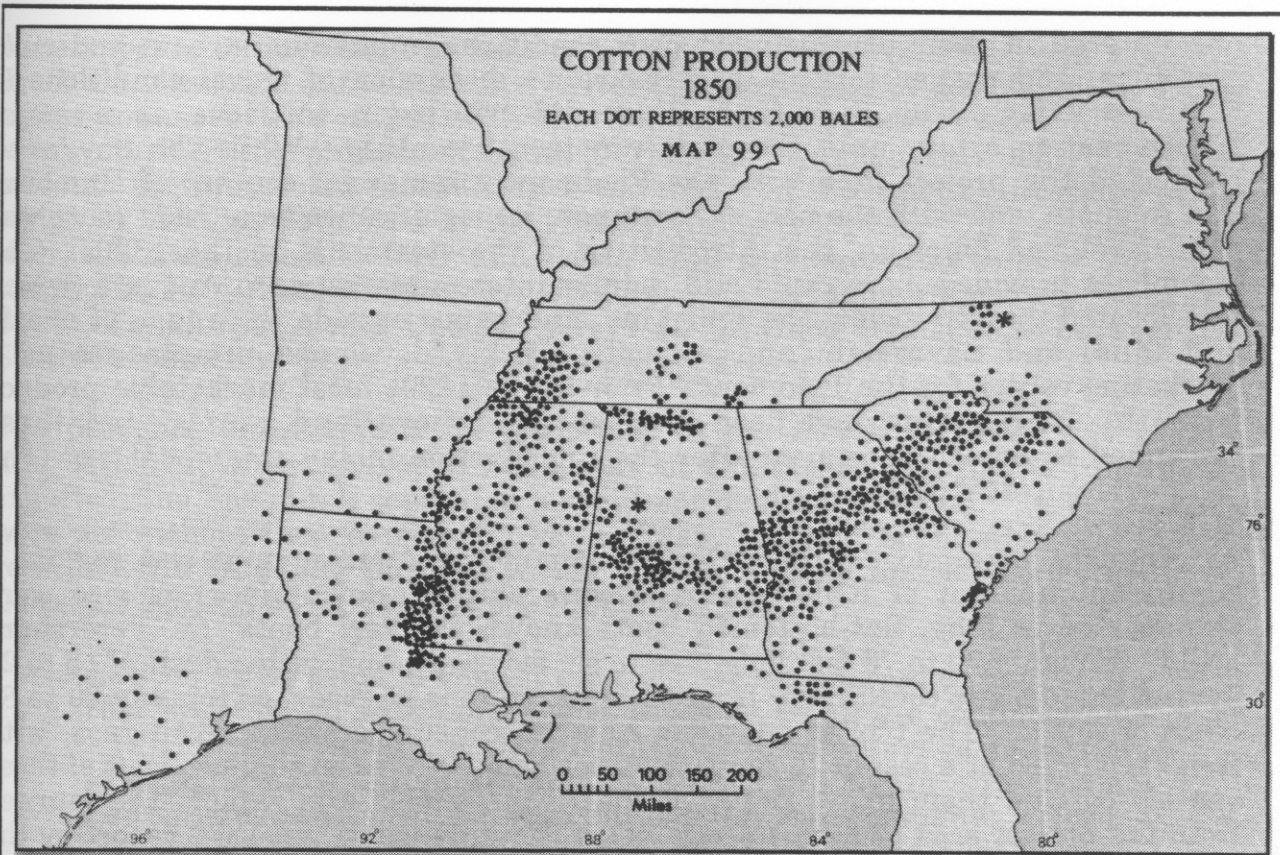 COTTON PRODUCTION
1850
EACH DOT REPRESENTS 2,000 BALES
MAP 99
*
*
34°
76°
30°
0 50 100 150 200
Miles
96° 92° 88° 84° 80°